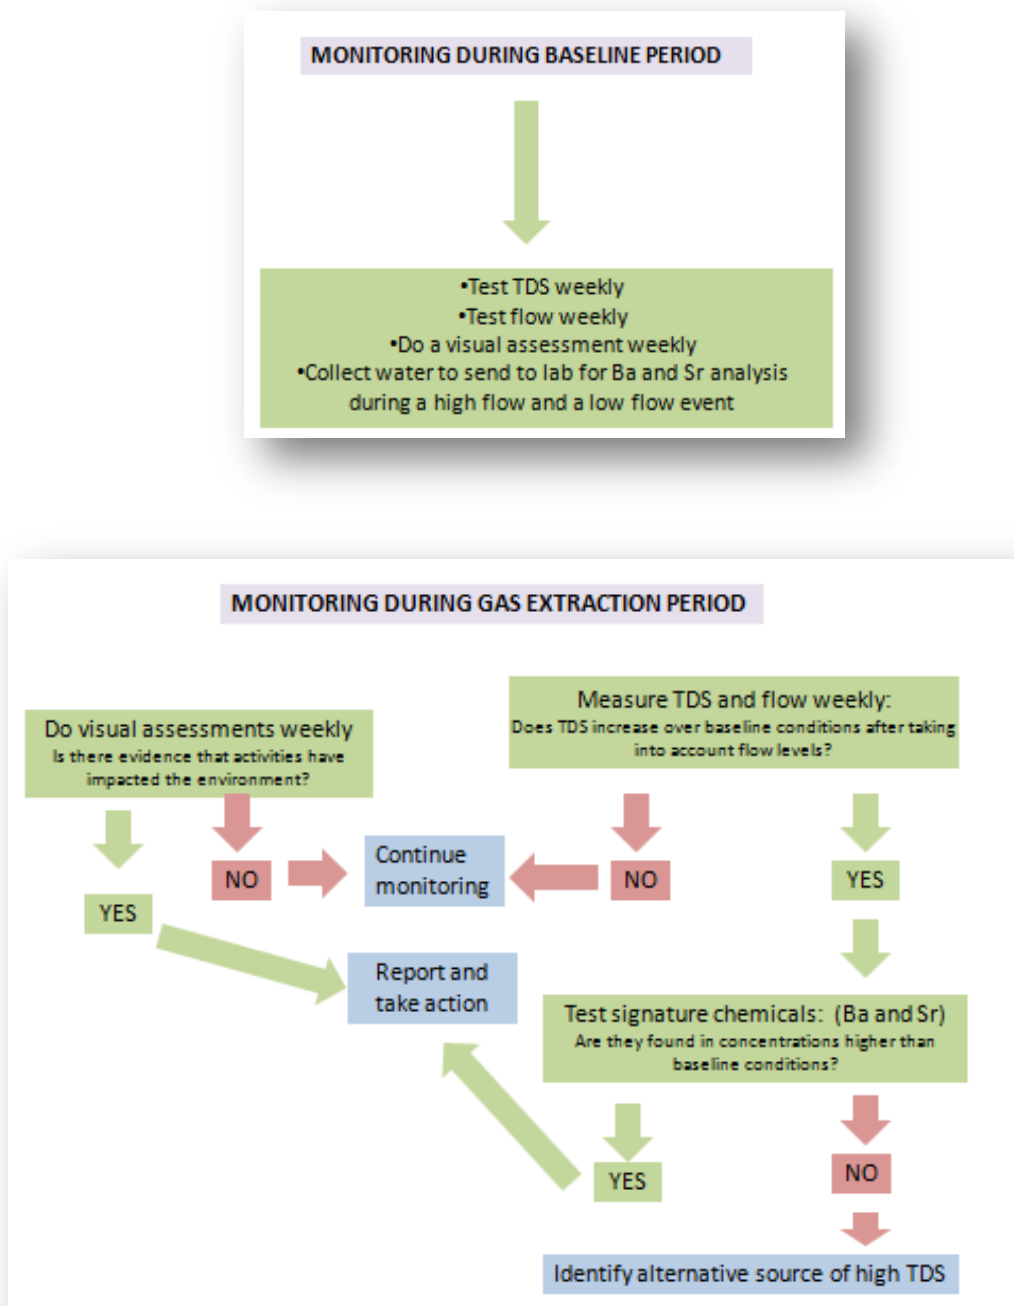 MONITORING DURING BASELINE PERIOD
•Test TDS weekly
•Test flow weekly
•Do a visual assessment weekly
•Collect water to send to lab for Ba and Sr analysis
during a high flow and a low flow event
MONITORING DURING GAS EXTRACTION PERIOD
Do visual assessments weekly
Is there evidence that activities have
impacted the environment?
Measure TDS and flow weekly:
Does TDS increase over baseline conditions after taking
into account flow levels?
NO
YES
Continue
monitoring
NO
YES
Report and
take action
Test signature chemicals: (Ba and Sr)
Are they found in concentrations higher than
baseline conditions?
YES
NO
Identify alternative source of high TDS